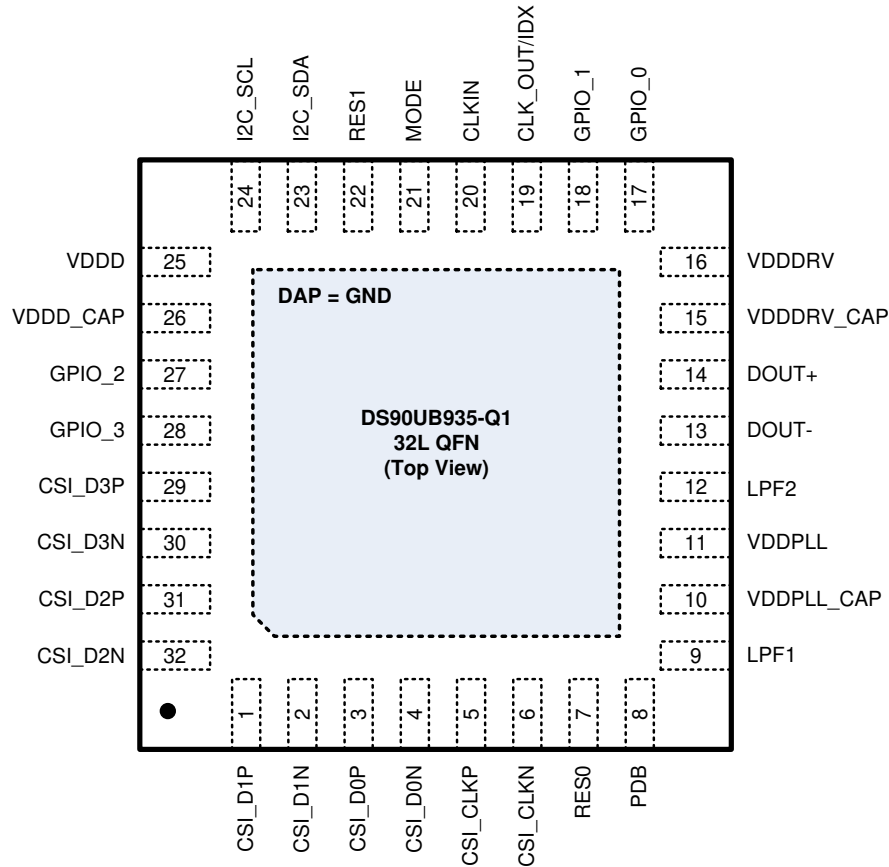 I2C_SCL
I2C_SDA
RES1
MODE
CLKIN
CLK_OUT/IDX
GPIO_1
GPIO_0
24
23
22
21
20
19
18
17
VDDD 25
VDDD_CAP 26
GPIO_2 27
GPIO_3 28
CSI_D3P 29
CSI_D3N 30
CSI_D2P 31
CSI_D2N 32
DAP = GND
DS90UB935-Q1
32L QFN
(Top View)
16 VDDDRV
15 VDDDRV_CAP
14 DOUT+
13 DOUT-
12 LPF2
11 VDDPLL
10 VDDPLL_CAP
9 LPF1
1
2
3
4
5
6
7
8
CSI_D1P
CSI_D1N
CSI_D0P
CSI_D0N
CSI_CLKP
CSI_CLKN
RES0
PDB